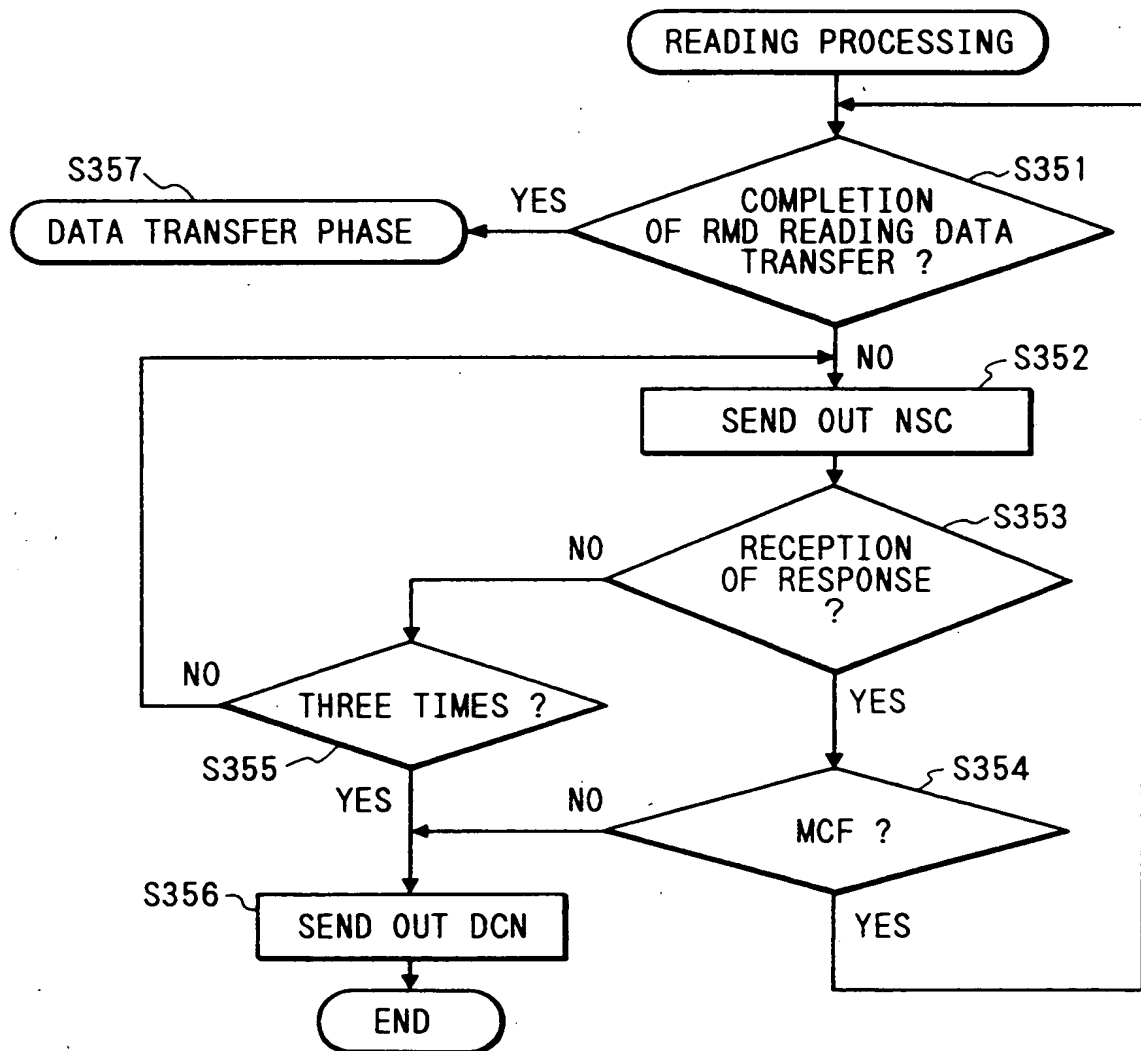 READING PROCESSING
S357
S351
YES
COMPLETION
OF RMD READING DATA
TRANSFER ?
DATA TRANSFER PHASE
NO
S352
SEND OUT NSC
S353
NO
RECEPTION
OF RESPONSE
?
NO
THREE TIMES ?
YES
S355
S354
YES
NO
MCF ?
S356
SEND OUT DCN
YES
END